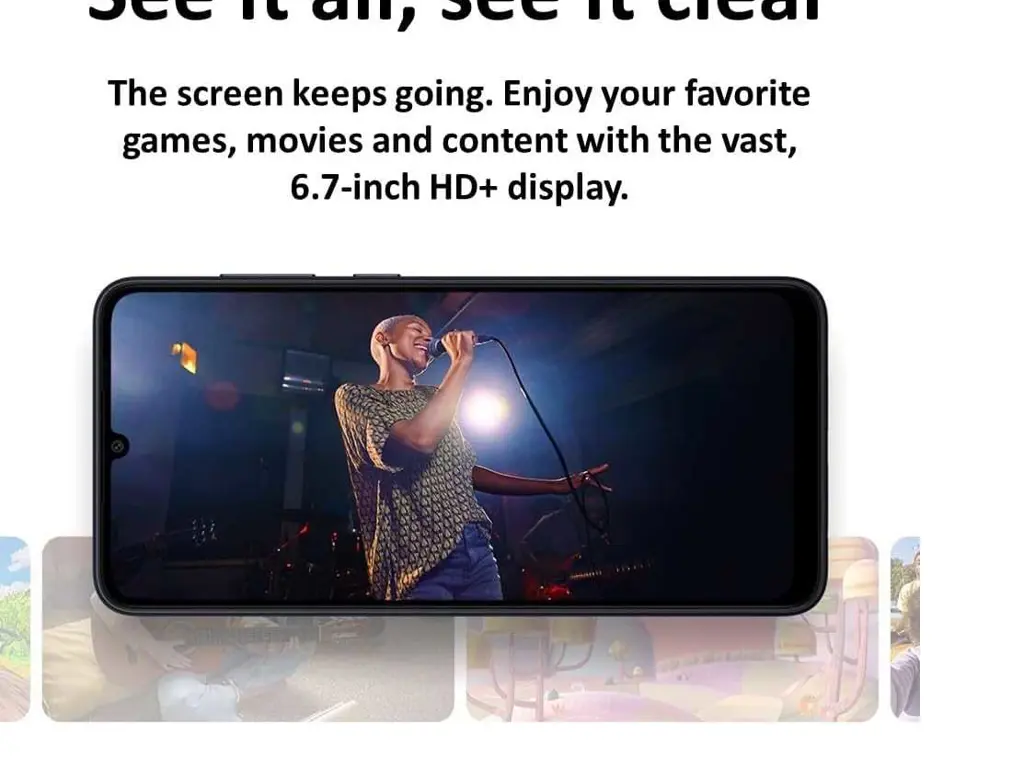 See it all, see it clear
The screen keeps going. Enjoy your favorite
games, movies and content with the vast,
6.7-inch HD+ display.